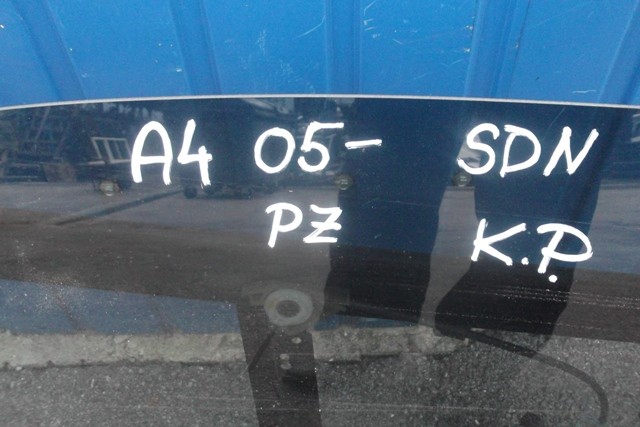 A4 05- SDN
PZ K.P.